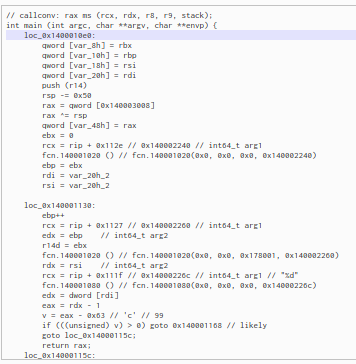 // callconv: rax ms (rcx, rdx, r8, r9, stack);
int main (int argc, char **argv, char **envp) {
loc_0x1400010e0:
qword [var_8h] = rbx
qword [var_10h] = rbp
qword [var_18h] = rsi
qword [var_20h] = rdi
push (r14)
rsp -= 0x50
rax = qword [0x140003008]
rax ^= rsp
qword [var_48h] = rax
ebx = 0
rcx = rip + 0x112e // 0x140002240 // int64_t arg1
fcn.140001020 () // fcn.140001020(0x0, 0x0, 0x0, 0x140002240)
ebp = ebx
rdi = var_20h_2
rsi = var_20h_2
loc_0x140001130:
ebp++
rcx = rip + 0x1127 // 0x140002260 // int64_t arg1
edx = ebp // int64_t arg2
r14d = ebx
fcn.140001020 () // fcn.140001020(0x0, 0x0, 0x178001, 0x140002260)
rdx = rsi // int64_t arg2
rcx = rip + 0x111f // 0x14000226c // int64_t arg1 // "%d"
fcn.140001080 () // fcn.140001080(0x0, 0x0, 0x0, 0x14000226c)
edx = dword [rdi]
eax = rdx - 1
v = eax - 0x63 // 'c' // 99
if (((unsigned) v) > 0) goto 0x140001168 // likely
goto loc_0x14000115c;
return rax;
loc_0x14000115c: